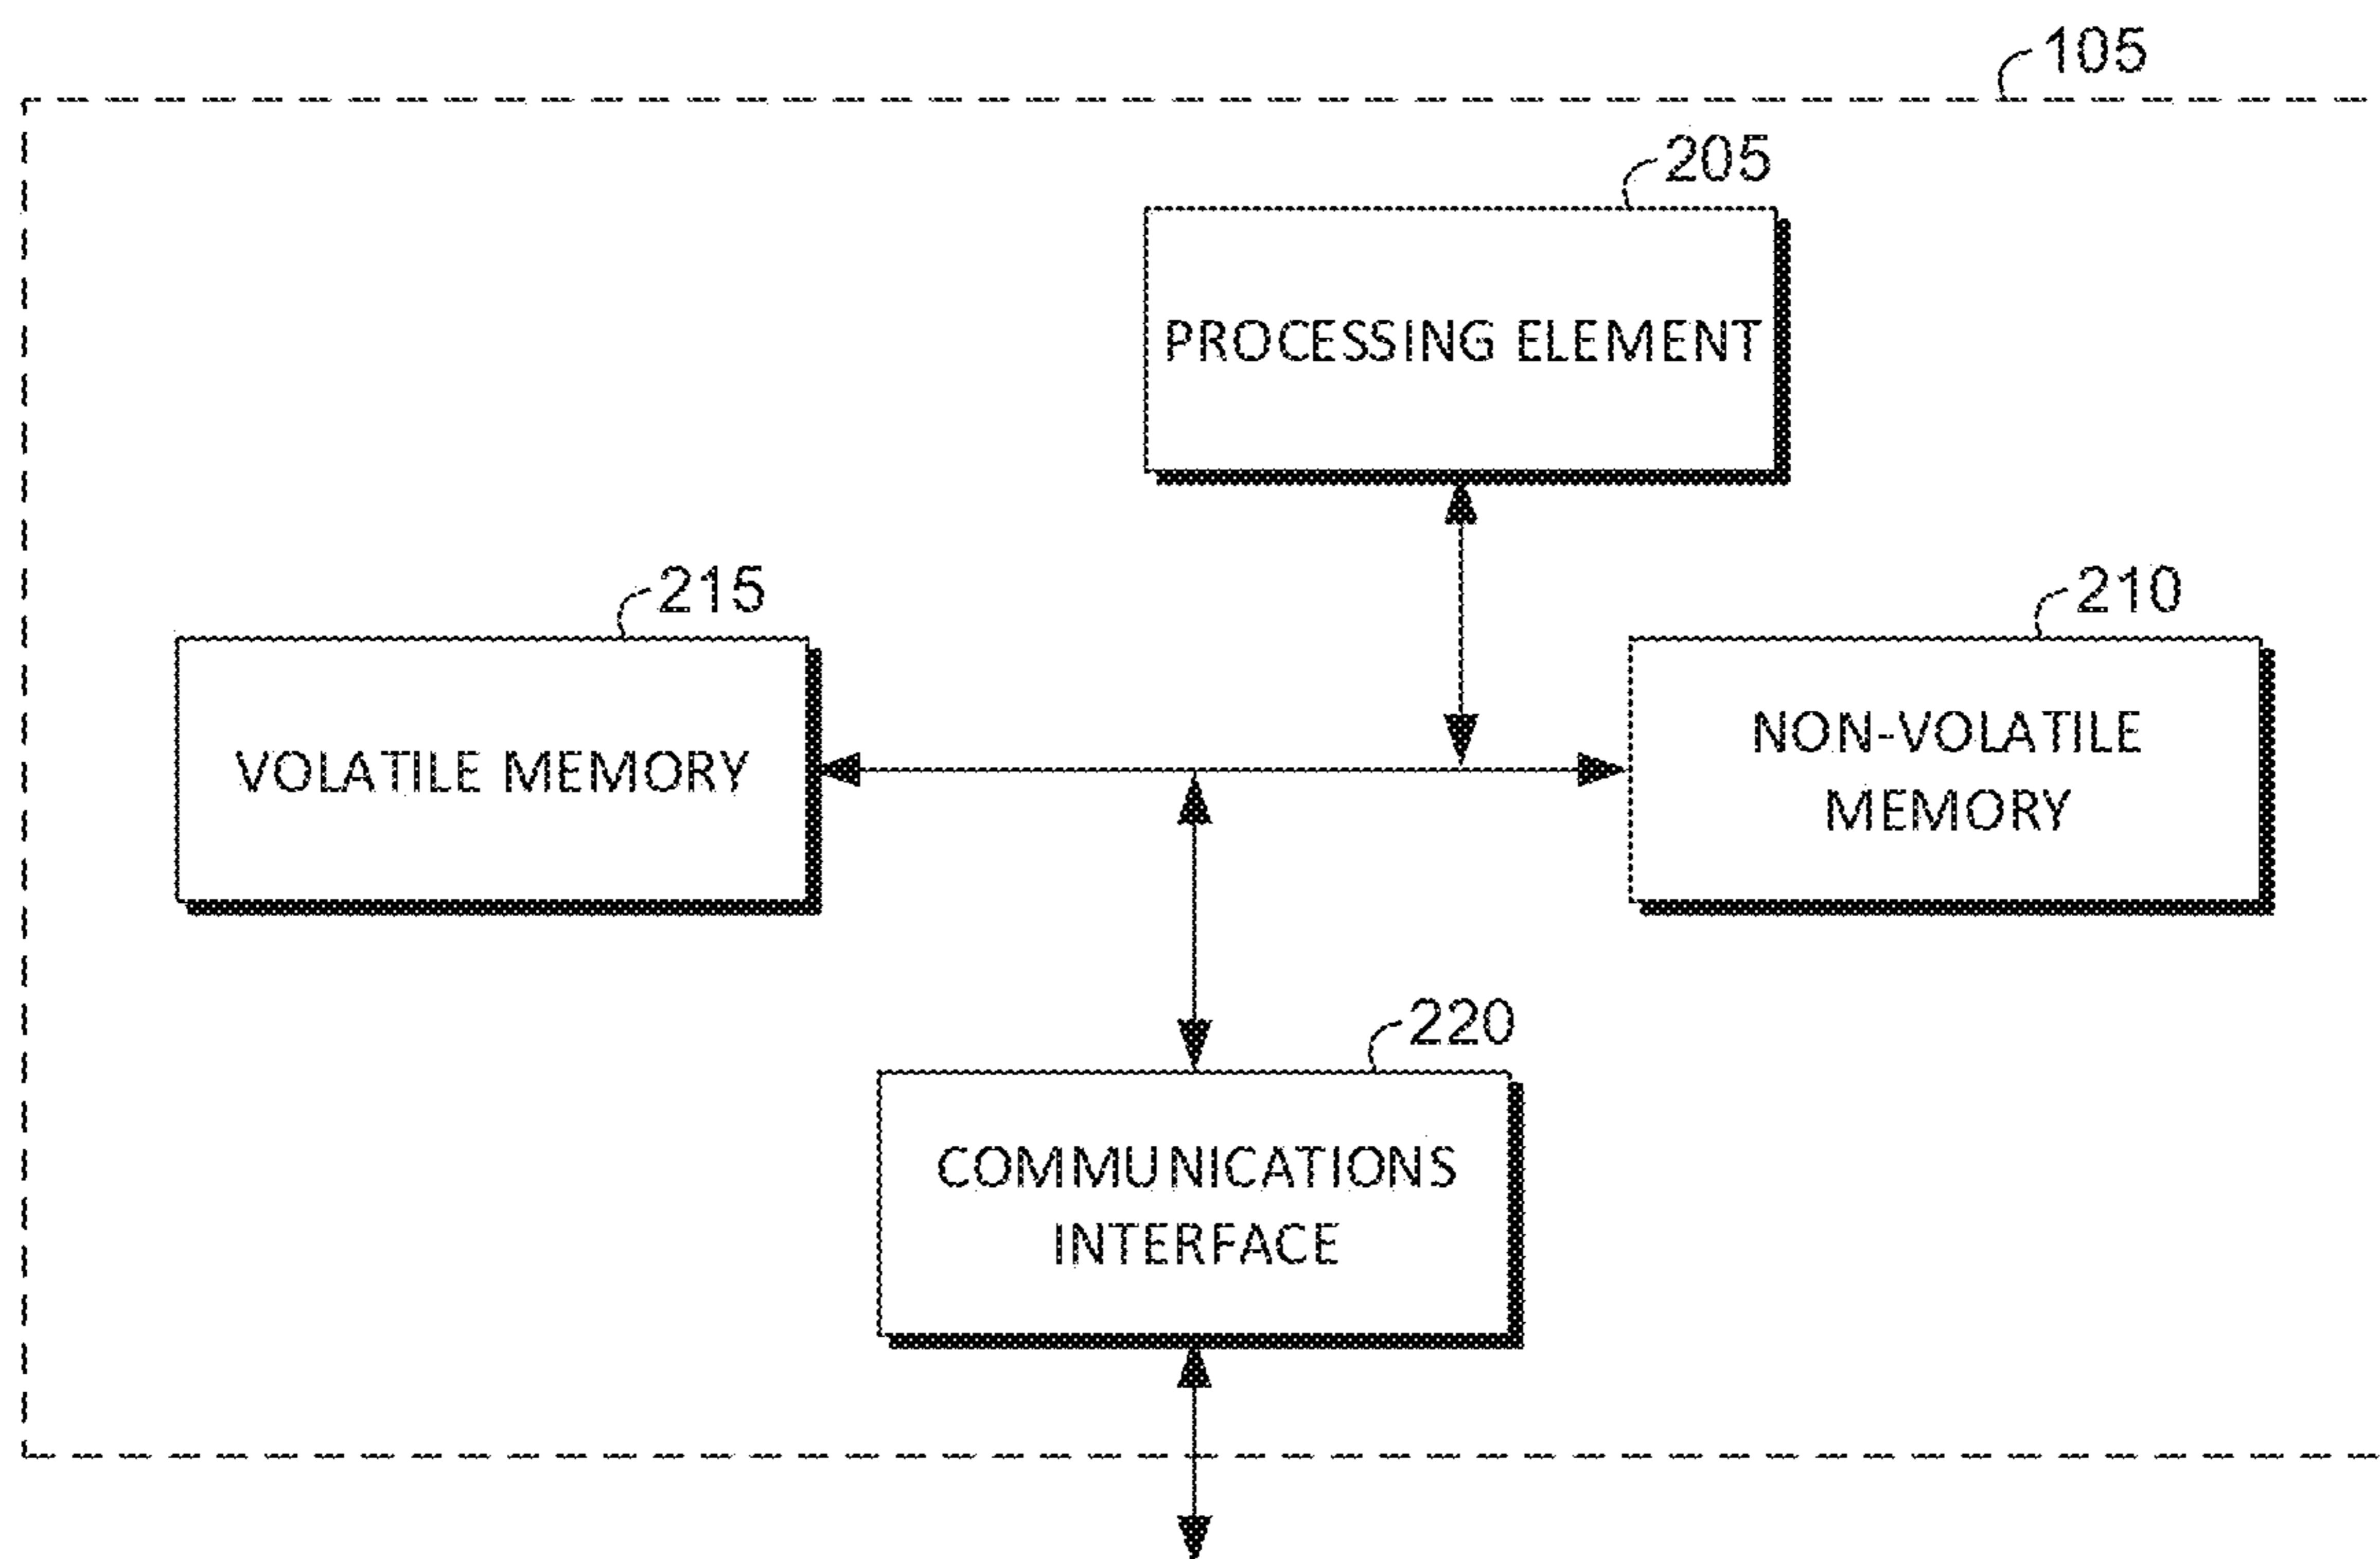 105
205
PROCESSING ELEMENT
215
210
VOLATILE MEMORY
NON-VOLATILE
MEMORY
220
COMMUNICATIONS
INTERFACE